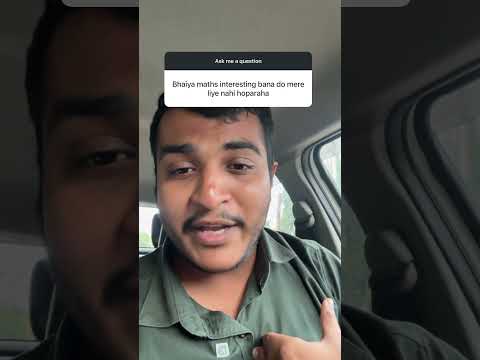 Ask me a question
Bhaiya maths interesting bana do mere
liye nahi hoparaha